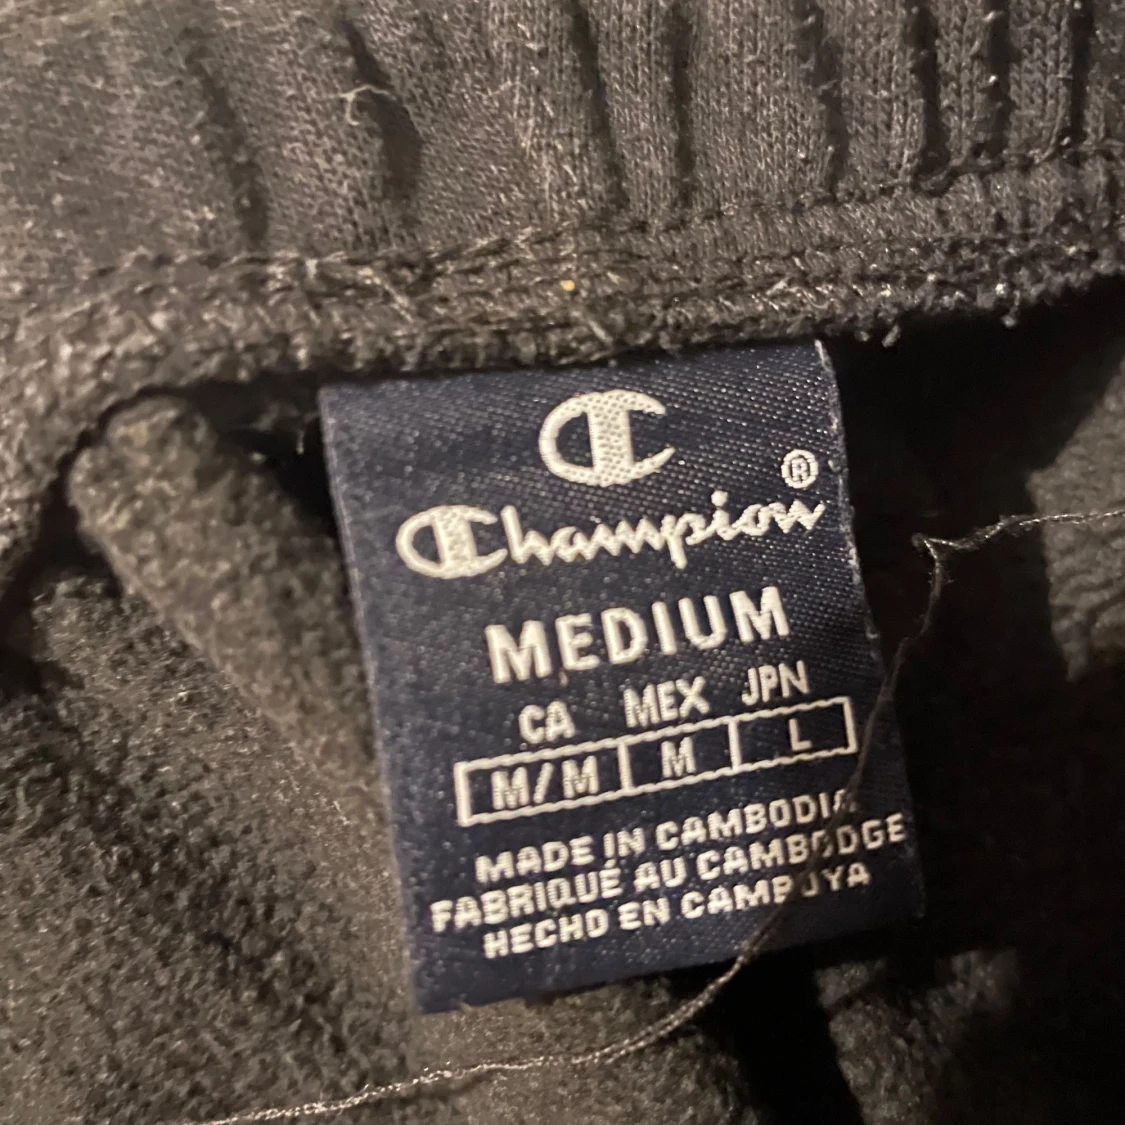 C
Champion®
MEDIUM
CA MEX JPN
M/M M L
MADE IN CAMBODIA
FABRIQUÉ AU CAMBODGE
HECHO EN CAMBOYA